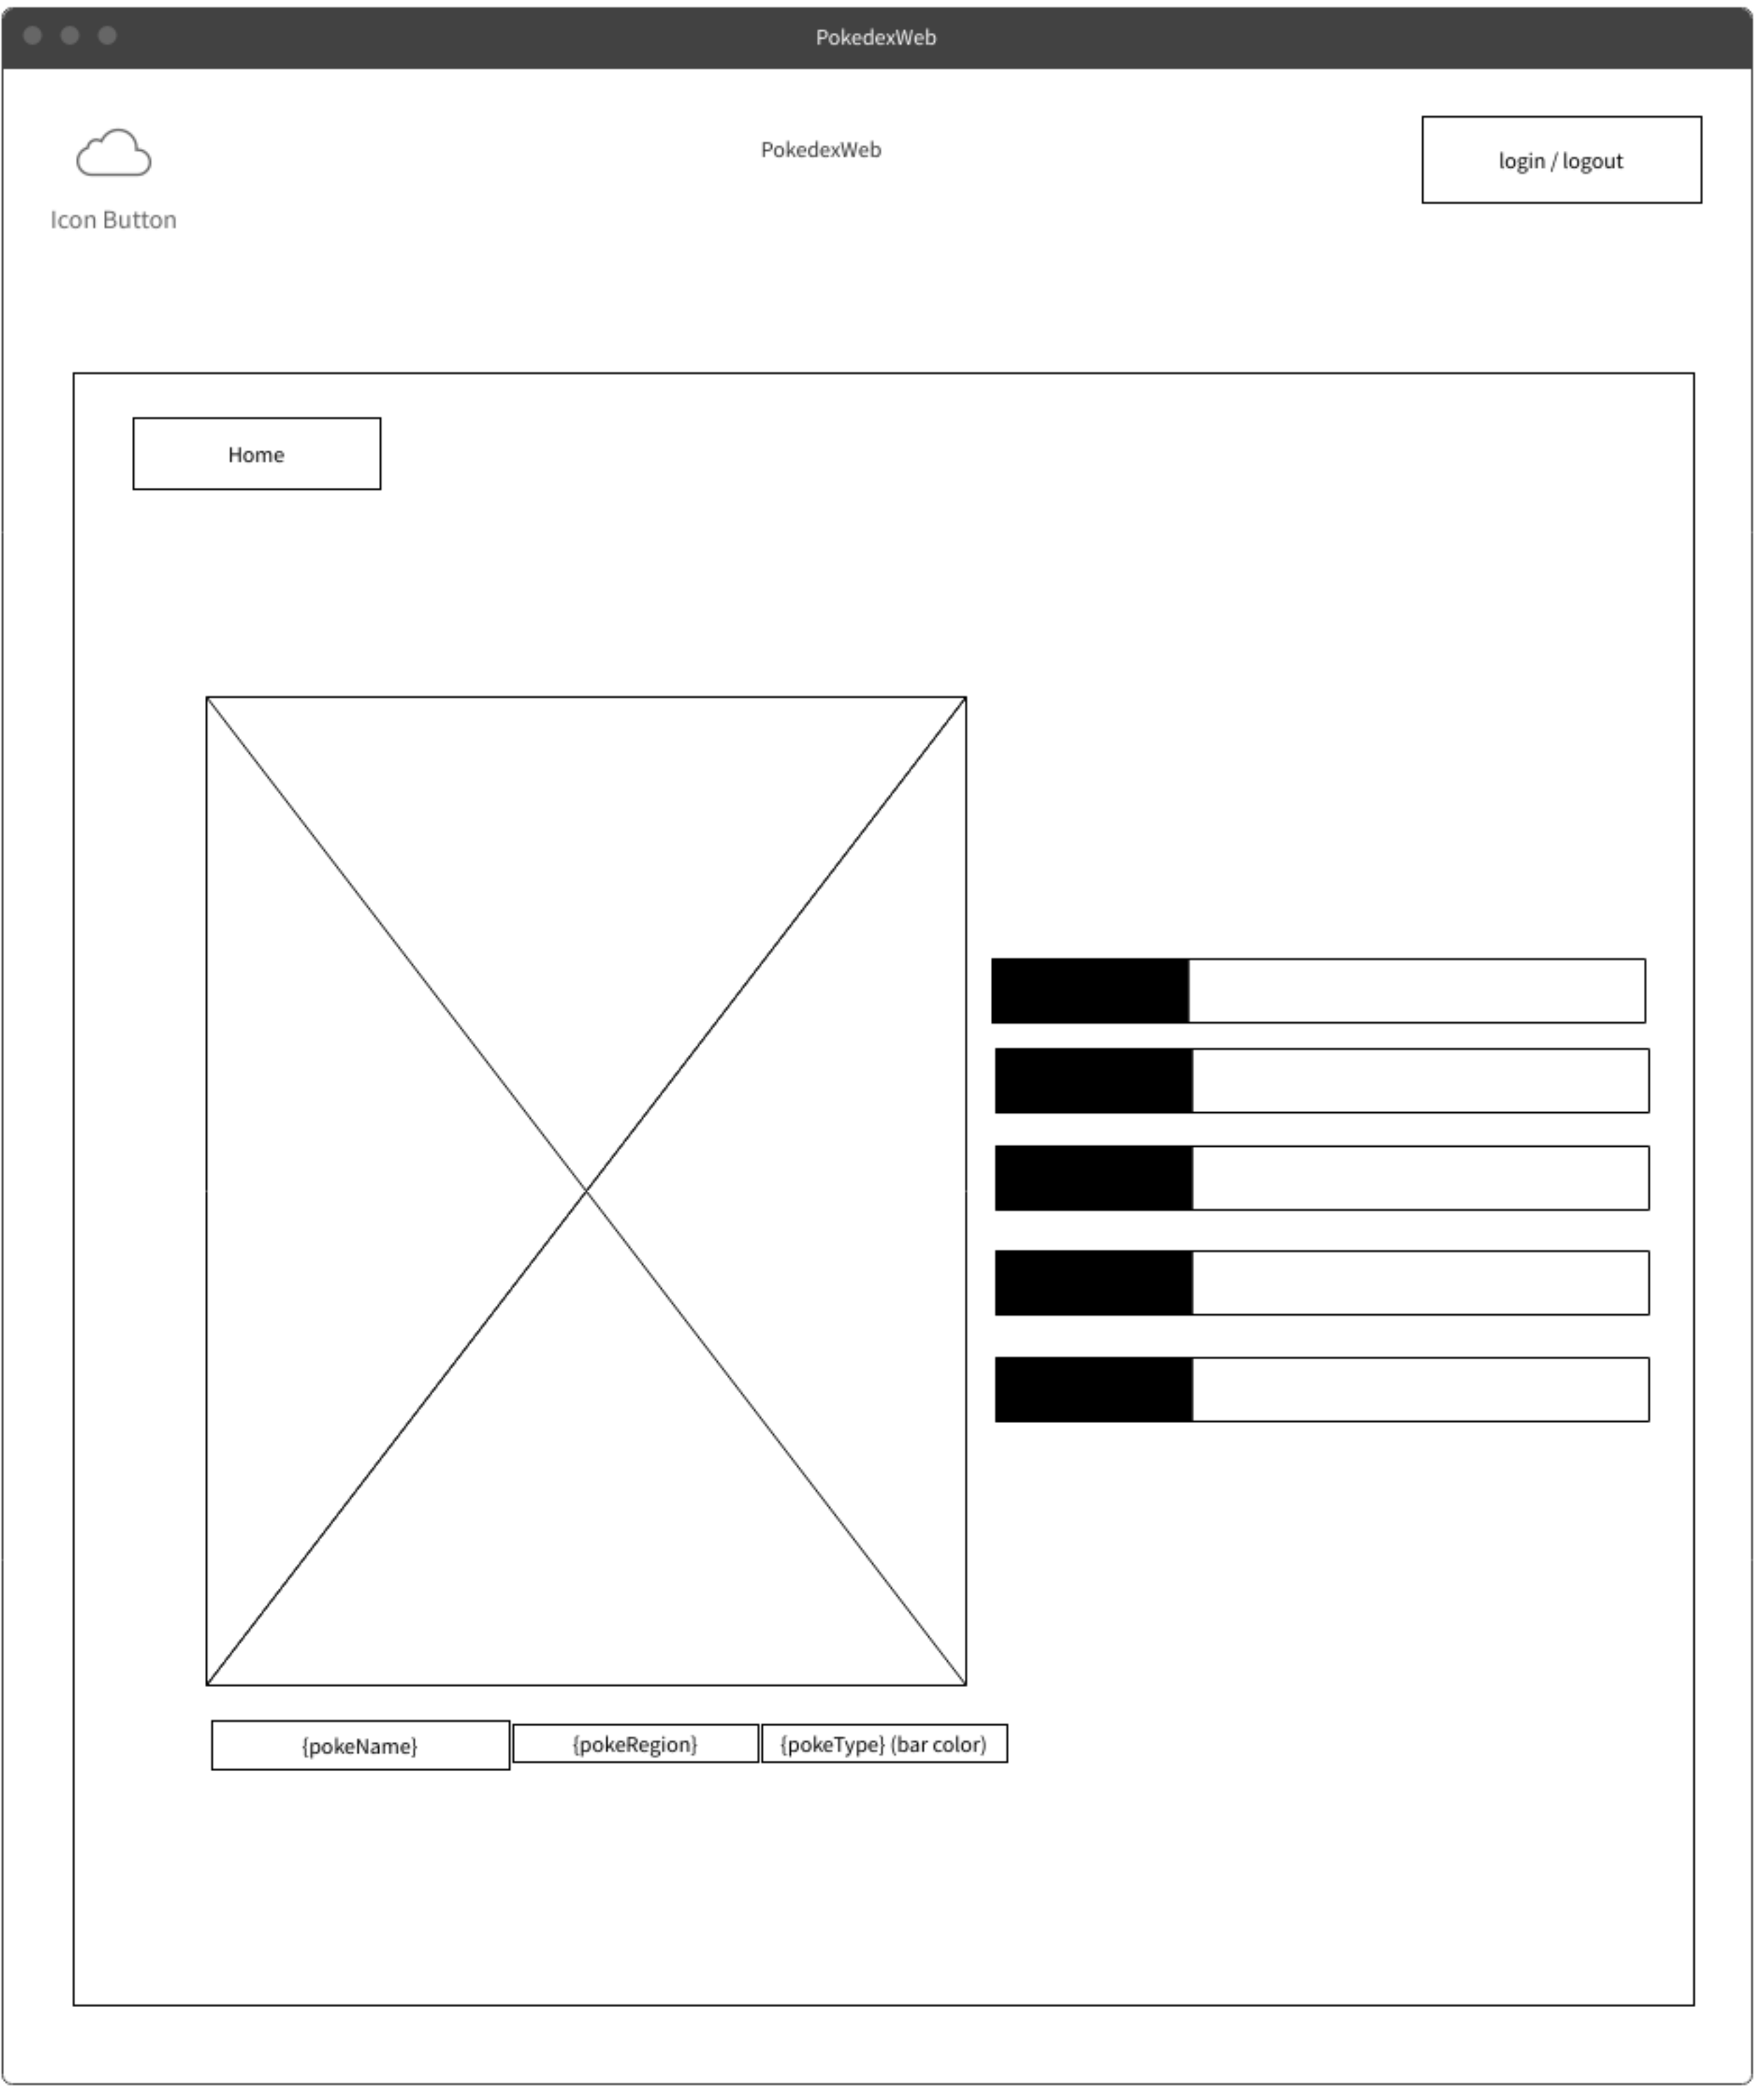 PokedexWeb
PokedexWeb
login / logout
Icon Button
Home
{pokeName}
{pokeRegion}
{pokeType} (bar color)